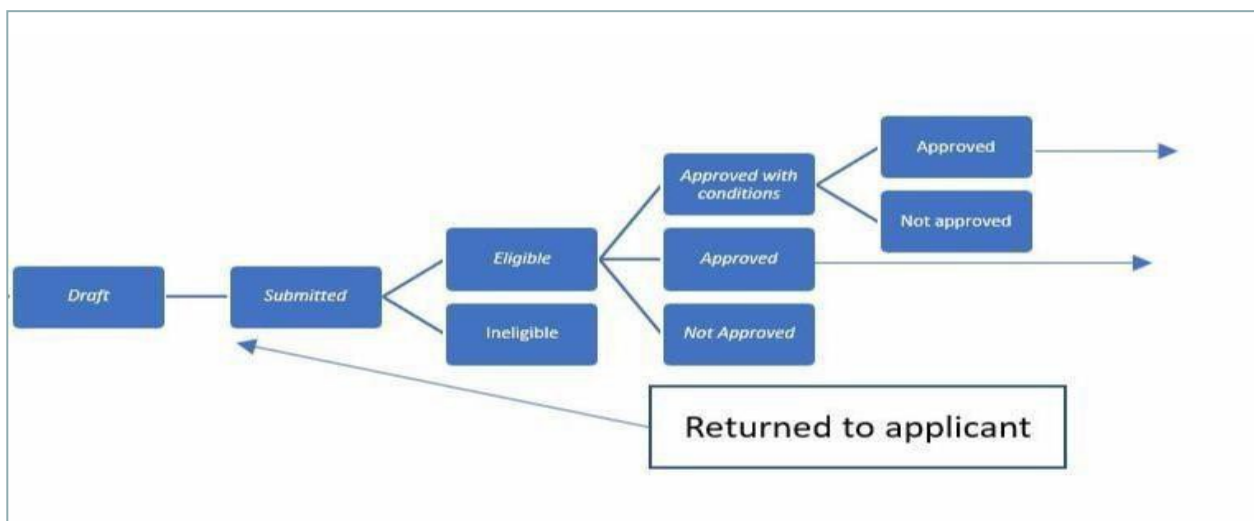 Draft
Submitted
Eligible
Ineligible
Approved with
conditions
Approved
Not Approved
Approved
Not approved
Returned to applicant